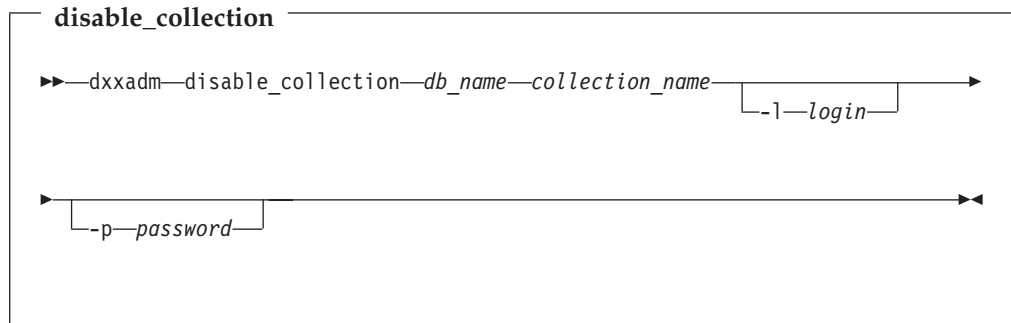 disable_collection
dxxadm disable_collection db_name collection_name
-l login
-p password